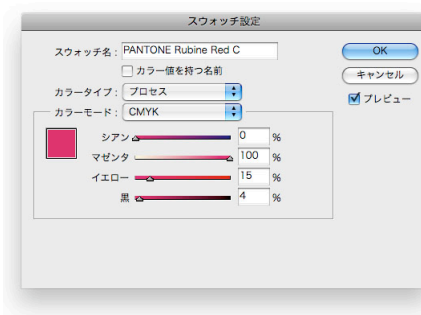 スウォッチ設定
スウォッチ名 : PANTONE Rubine Red C
カラー値を持つ名前
カラータイプ : プロセス
カラーモード : CMYK
シアン 0 %
マゼンタ 100 %
イエロー 15 %
黒 4 %
OK
キャンセル
プレビュー